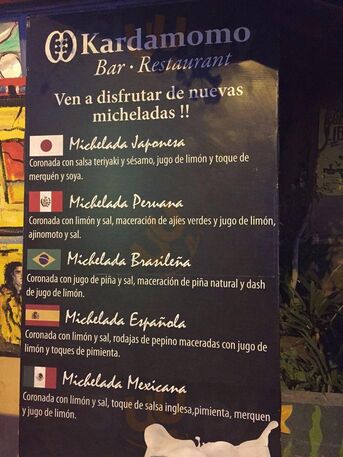 Kardamomo
Bar · Restaurant
Ven a disfrutar de nuevas
micheladas !!
Michelada Japonesa
Coronada con salsa teriyaki y sésamo, jugo de limón y toque de
merquén y soya.
Michelada Peruana
Coronada con limón y sal, maceración de ajíes verdes y jugo de limón,
ajinomoto y sal.
Michelada Brasileña
Coronada con jugo de piña y sal, maceración de piña natural y dash
de jugo de limón.
Michelada Española
Coronada con limón y sal, rodajas de pepino maceradas con jugo de
limón y toques de pimienta.
Michelada Mexicana
Coronada con limón y sal, toque de salsa inglesa,pimienta, merquen
y jugo de limón.